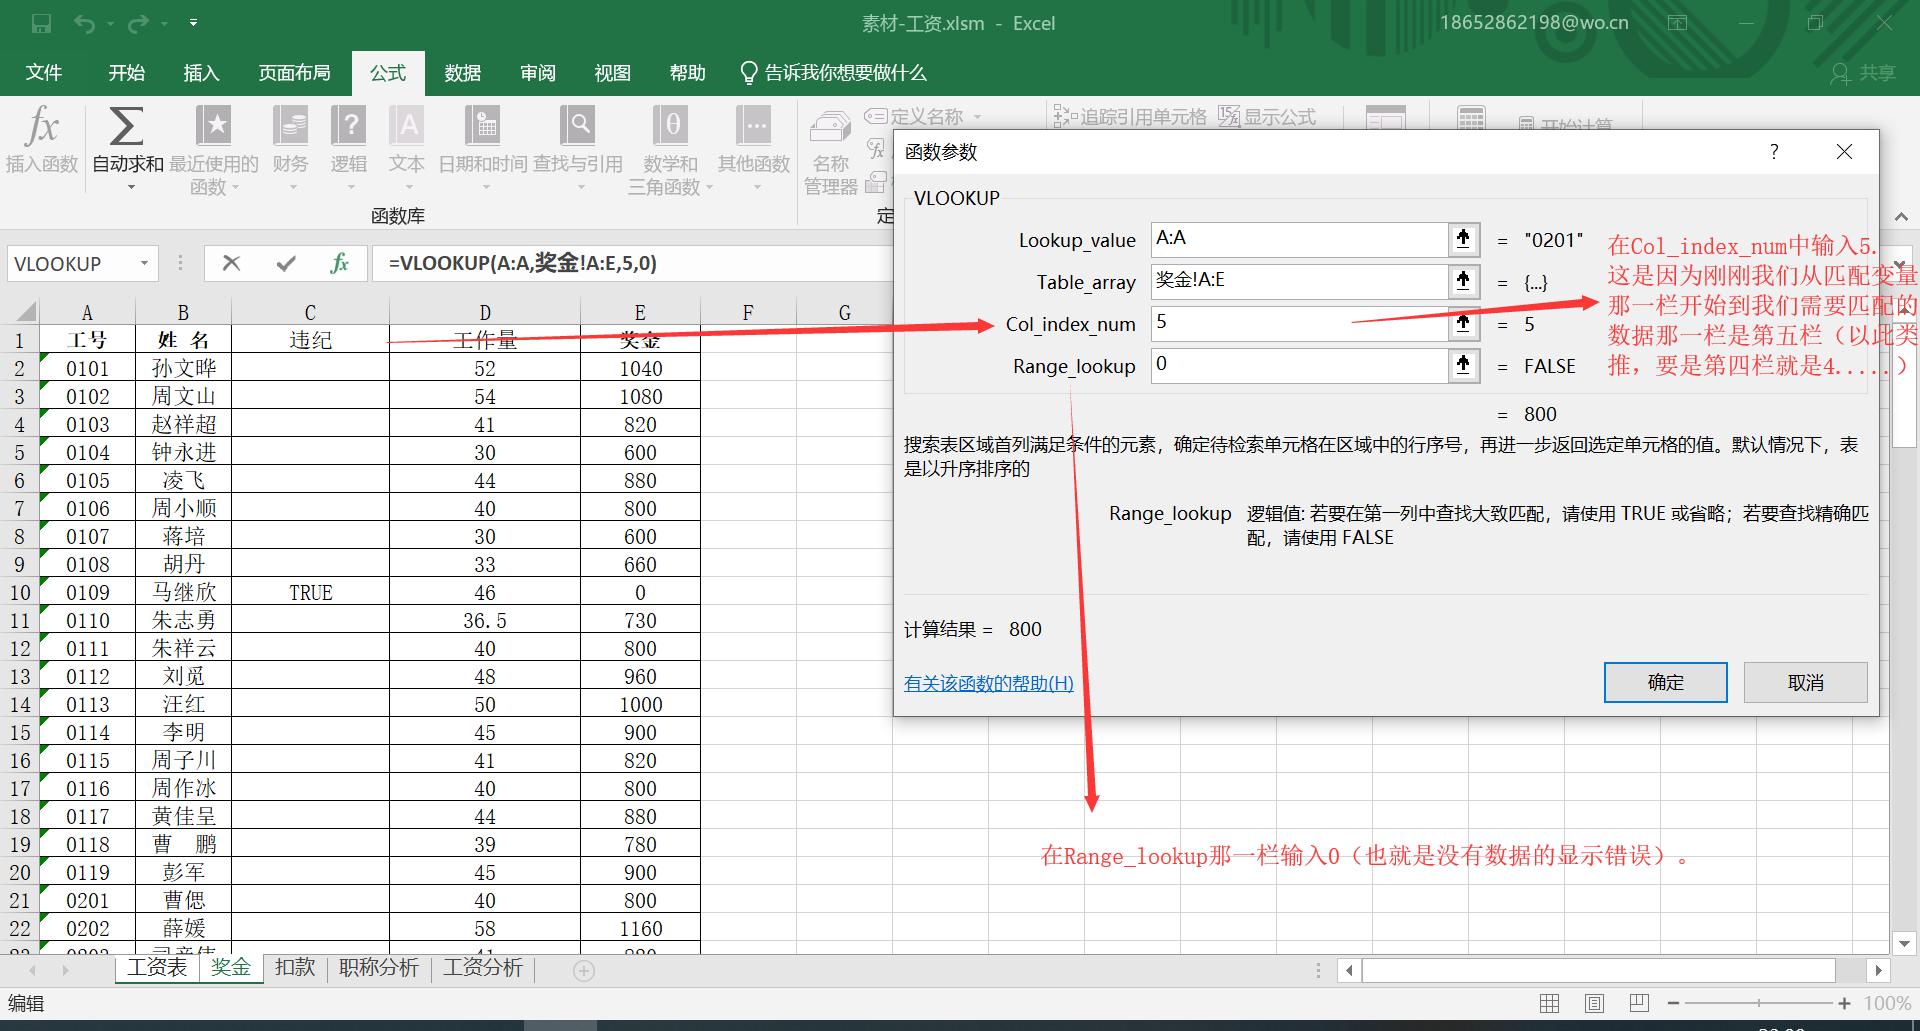 素材-工资.xlsm - Excel
18652862198@wo.cn
文件 开始 插入 页面布局 公式 数据 审阅 视图 帮助 告诉我你想要做什么 共享
插入函数 自动求和 最近使用的函数 财务 逻辑 文本 日期和时间 查找与引用 数学和三角函数 其他函数 名称管理器
定义名称 追踪引用单元格 显示公式 开始计算
函数库
定
VLOOKUP
=VLOOKUP(A:A,奖金!A:E,5,0)
A B C D E F G
1 工号 姓 名 违纪 工作量 奖金
2 0101 孙文晔 52 1040
3 0102 周文山 54 1080
4 0103 赵祥超 41 820
5 0104 钟永进 30 600
6 0105 凌飞 44 880
7 0106 周小顺 40 800
8 0107 蒋培 30 600
9 0108 胡丹 33 660
10 0109 马继欣 TRUE 46 0
11 0110 朱志勇 36.5 730
12 0111 朱祥云 40 800
13 0112 刘觅 48 960
14 0113 汪红 50 1000
15 0114 李明 45 900
16 0115 周子川 41 820
17 0116 周作冰 40 800
18 0117 黄佳呈 44 880
19 0118 曹 鹏 39 780
20 0119 彭军 45 900
21 0201 曹偲 40 800
22 0202 薛媛 58 1160
函数参数
?
VLOOKUP
Lookup_value A:A = "0201"
Table_array 奖金!A:E = {...}
Col_index_num 5 = 5
Range_lookup 0 = FALSE
= 800
搜索表区域首列满足条件的元素，确定待检索单元格在区域中的行序号，再进一步返回选定单元格的值。默认情况下，表
是以升序排序的
Range_lookup 逻辑值: 若要在第一列中查找大致匹配，请使用 TRUE 或省略；若要查找精确匹
配，请使用 FALSE
计算结果 = 800
有关该函数的帮助(H)
确定
取消
在Col_index_num中输入5.
这是因为刚刚我们从匹配变量
那一栏开始到我们需要匹配的
数据那一栏是第五栏（以此类
推，要是第四栏就是4.....）
在Range_lookup那一栏输入0（也就是没有数据的显示错误）。
工资表 奖金 扣款 职称分析 工资分析
编辑
100%